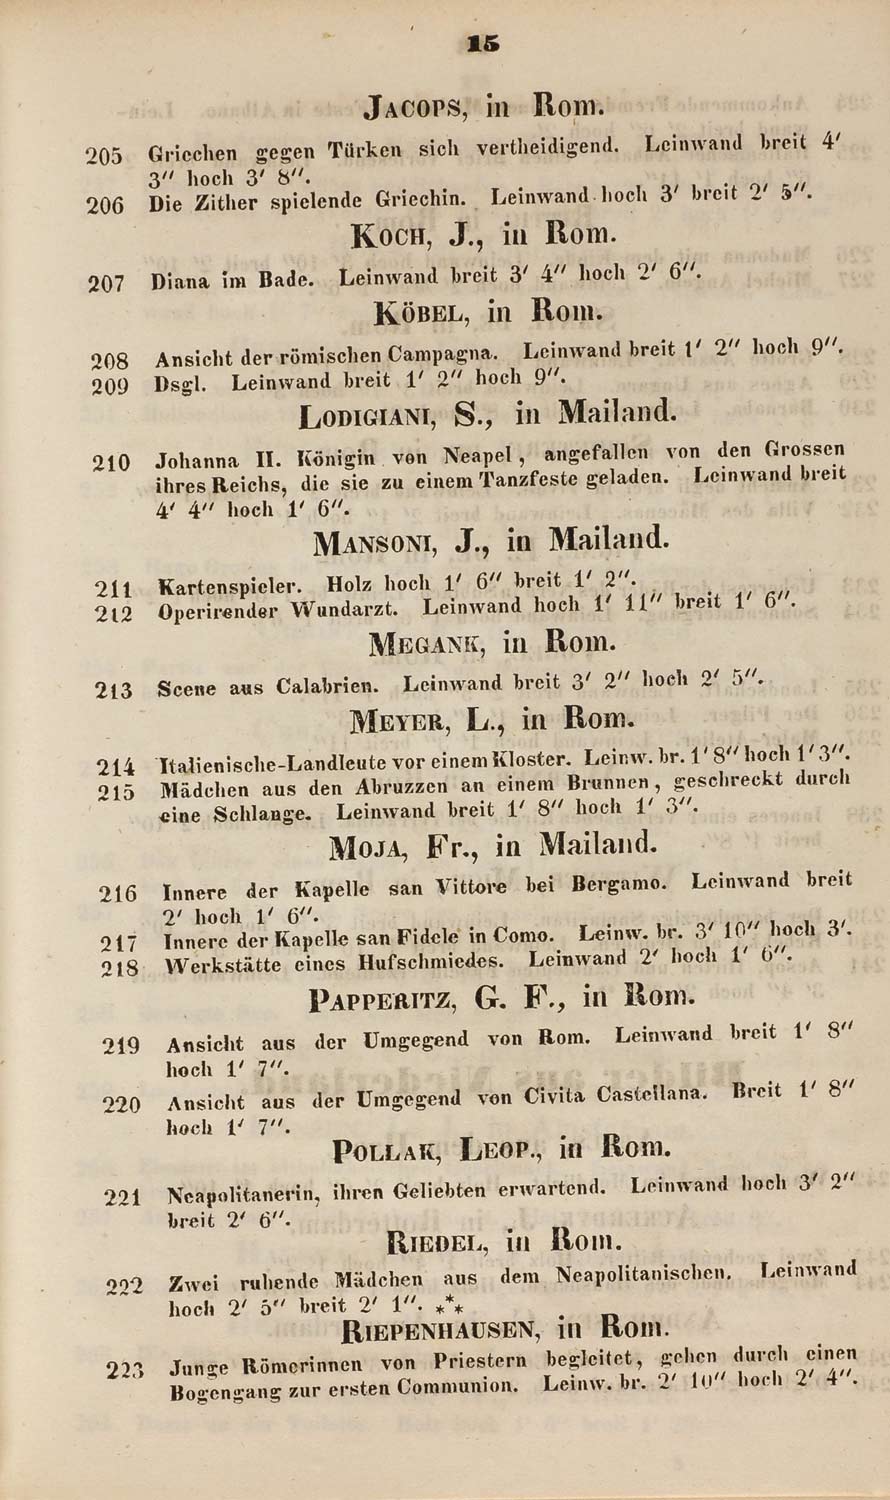 15
JACOPS, in Rom.
205 Griechen gegen Türken sich vertheidigend. Leinwand breit 4′
3″ hoch 3′ 8″.
206 Die Zither spielende Griechin. Leinwand hoch 3′ breit 2′ 5″.
KOCH, J., in Rom.
207 Diana im Bade. Leinwand breit 3′ 4″ hoch 2′ 6″.
KÖBEL, in Rom.
208 Ansicht der römischen Campagna. Leinwand breit 1′ 2″ hoch 9″.
209 Dsgl. Leinwand breit 1′ 2″ hoch 9″.
LODIGIANI, S., in Mailand.
210 Johanna II. Königin von Neapel, angefallen von den Grossen
ihres Reichs, die sie zu einem Tanzfeste geladen. Leinwand breit
4′ 4″ hoch 1′ 6″.
MANSONI, J., in Mailand.
211 Kartenspieler. Holz hoch 1′ 6″ breit 1′ 2″.
212 Operirender Wundarzt. Leinwand hoch 1′ 11″ breit 1′ 6″.
MEGANK, in Rom.
213 Scene aus Calabrien. Leinwand breit 3′ 2″ hoch 2′ 5″.
MEYER, L., in Rom.
214 Italienische-Landleute vor einem Kloster. Leinw. br. 1′ 8″ hoch 1′ 3″.
215 Mädchen aus den Abruzzen an einem Brunnen, geschreckt durch
eine Schlange. Leinwand breit 1′ 8″ hoch 1′ 3″.
MOJA, Fr., in Mailand.
216 Innere der Kapelle san Vittore bei Bergamo. Leinwand breit
2′ hoch 1′ 6″.
217 Innere der Kapelle san Fidele in Como. Leinw. br. 3′ 10″ hoch 3′.
218 Werkstätte eines Hufschmiedes. Leinwand 2′ hoch 1′ 6″.
PAPPERITZ, G. F., in Rom.
219 Ansicht aus der Umgegend von Rom. Leinwand breit 1′ 8″
hoch 1′ 7″.
220 Ansicht aus der Umgegend von Civita Castellana. Breit 1′ 8″
hoch 1′ 7″.
POLLAK, LEOP., in Rom.
221 Neapolitanerin, ihren Geliebten erwartend. Leinwand hoch 3′ 2″
breit 2′ 6″.
RIEDEL, in Rom.
222 Zwei ruhende Mädchen aus dem Neapolitanischen. Leinwand
hoch 2′ 5″ breit 2′ 1″. ***
RIEPENHAUSEN, in Rom.
223 Junge Römerinnen von Priestern begleitet, gehen durch einen
Bogengang zur ersten Communion. Leinw. br. 2′ 10″ hoch 2′ 4″.